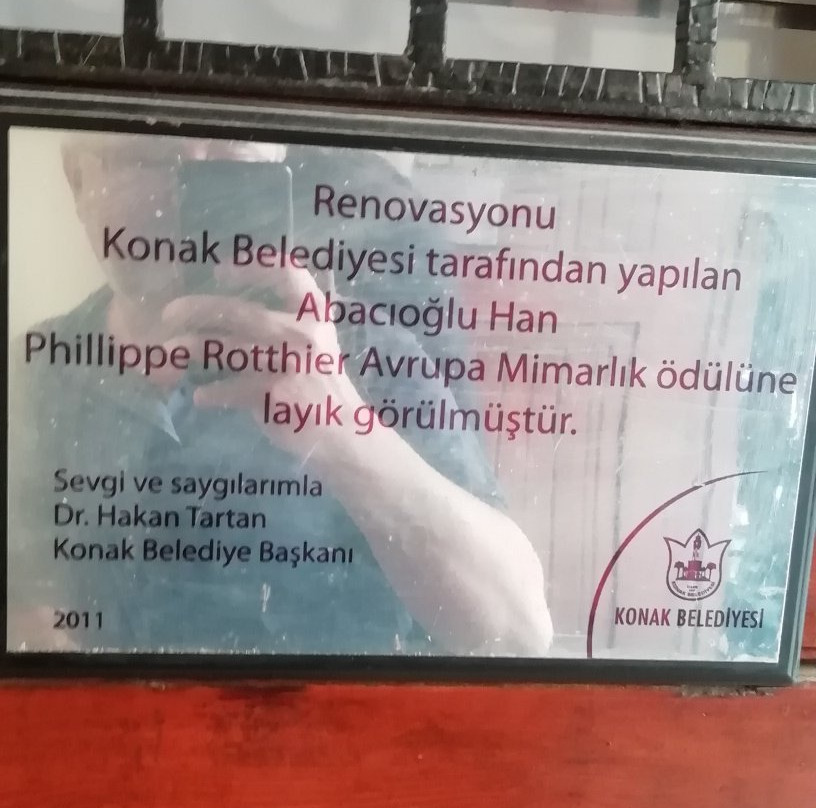 Renovasyonu
Konak Belediyesi tarafından yapılan
Abacıoğlu Han
Phillippe Rotthier Avrupa Mimarlık ödülüne
layık görülmüştür.
Sevgi ve saygılarımla
Dr. Hakan Tartan
Konak Belediye Başkanı
2011
KONAK BELEDİYESİ